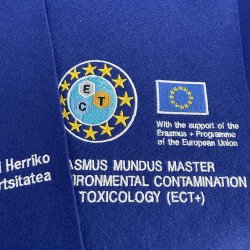 E
C T
With the support of the
Erasmus + Programme
of the European Union
Herriko
rtsitatea
ASMUS MUNDUS MASTER
IRONMENTAL CONTAMINATION
TOXICOLOGY (ECT+)